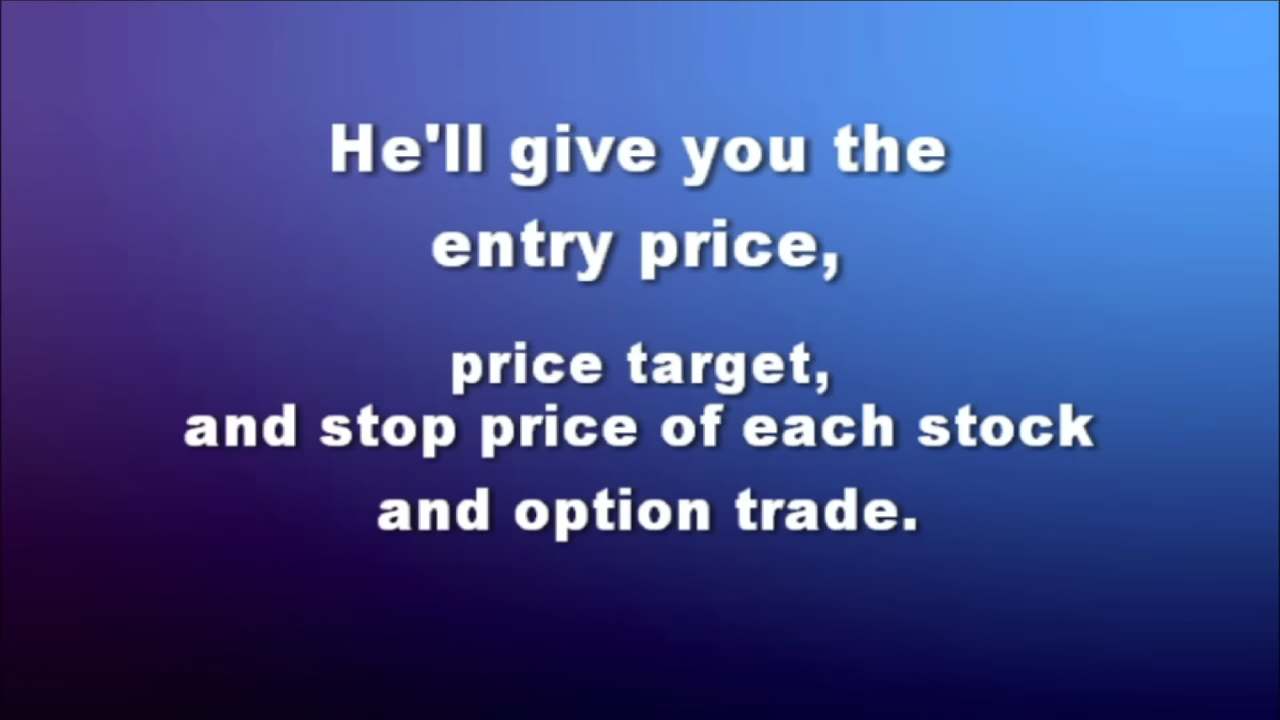 He'll give you the
entry price,
price target,
and stop price of each stock
and option trade.